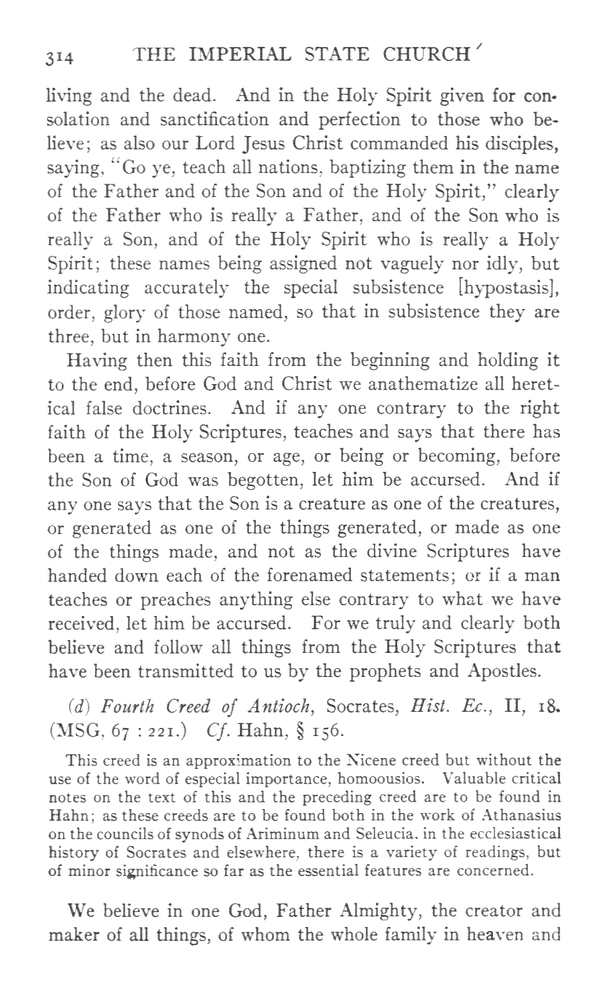 314 THE IMPERIAL STATE CHURCH
living and the dead. And in the Holy Spirit given for con-
solation and sanctification and perfection to those who be-
lieve; as also our Lord Jesus Christ commanded his disciples,
saying, “Go ye, teach all nations, baptizing them in the name
of the Father and of the Son and of the Holy Spirit,” clearly
of the Father who is really a Father, and of the Son who is
really a Son, and of the Holy Spirit who is really a Holy
Spirit; these names being assigned not vaguely nor idly, but
indicating accurately the special subsistence [hypostasis],
order, glory of those named, so that in subsistence they are
three, but in harmony one.
Having then this faith from the beginning and holding it
to the end, before God and Christ we anathematize all heret-
ical false doctrines. And if any one contrary to the right
faith of the Holy Scriptures, teaches and says that there has
been a time, a season, or age, or being or becoming, before
the Son of God was begotten, let him be accursed. And if
any one says that the Son is a creature as one of the creatures,
or generated as one of the things generated, or made as one
of the things made, and not as the divine Scriptures have
handed down each of the forenamed statements; or if a man
teaches or preaches anything else contrary to what we have
received, let him be accursed. For we truly and clearly both
believe and follow all things from the Holy Scriptures that
have been transmitted to us by the prophets and Apostles.
(d) Fourth Creed of Antioch, Socrates, Hist. Ec., II, 18.
(MSG, 67 : 221.) Cf. Hahn, § 156.
This creed is an approximation to the Nicene creed but without the
use of the word of especial importance, homoousios. Valuable critical
notes on the text of this and the preceding creed are to be found in
Hahn; as these creeds are to be found both in the work of Athanasius
on the councils of synods of Ariminum and Seleucia, in the ecclesiastical
history of Socrates and elsewhere, there is a variety of readings, but
of minor significance so far as the essential features are concerned.
We believe in one God, Father Almighty, the creator and
maker of all things, of whom the whole family in heaven and